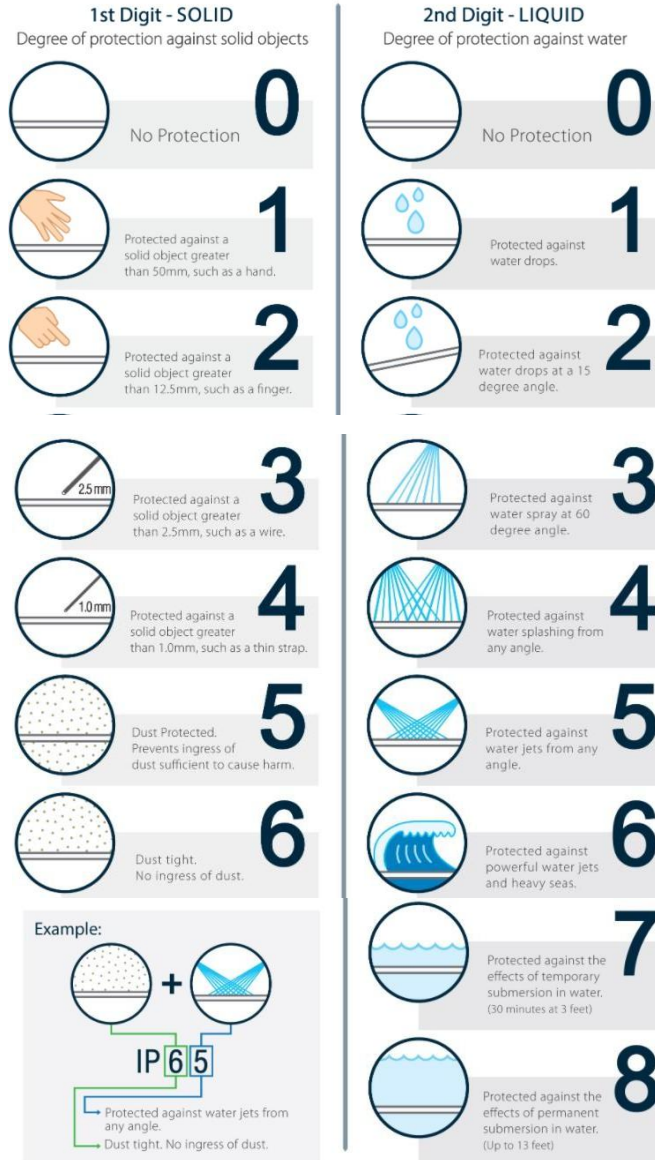 1st Digit - SOLID
Degree of protection against solid objects
0
No Protection
1
Protected against a
solid object greater
than 50mm, such as a hand.
2
Protected against a
solid object greater
than 12.5mm, such as a finger.
2.5 mm
3
Protected against a
solid object greater
than 2.5mm, such as a wire.
1.0 mm
4
Protected against a
solid object greater
than 1.0mm, such as a thin strap.
5
Dust Protected.
Prevents ingress of
dust sufficient to cause harm.
6
Dust tight.
No ingress of dust.
Example:
+
IP 6 5
Protected against water jets from
any angle.
Dust tight. No ingress of dust.
2nd Digit - LIQUID
Degree of protection against water
0
No Protection
1
Protected against
water drops.
2
Protected against
water drops at a 15
degree angle.
3
Protected against
water spray at 60
degree angle.
4
Protected against
water splashing from
any angle.
5
Protected against
water jets from any
angle.
6
Protected against
powerful water jets
and heavy seas.
7
Protected against the
effects of temporary
submersion in water.
(30 minutes at 3 feet)
8
Protected against the
effects of permanent
submersion in water.
(Up to 13 feet)